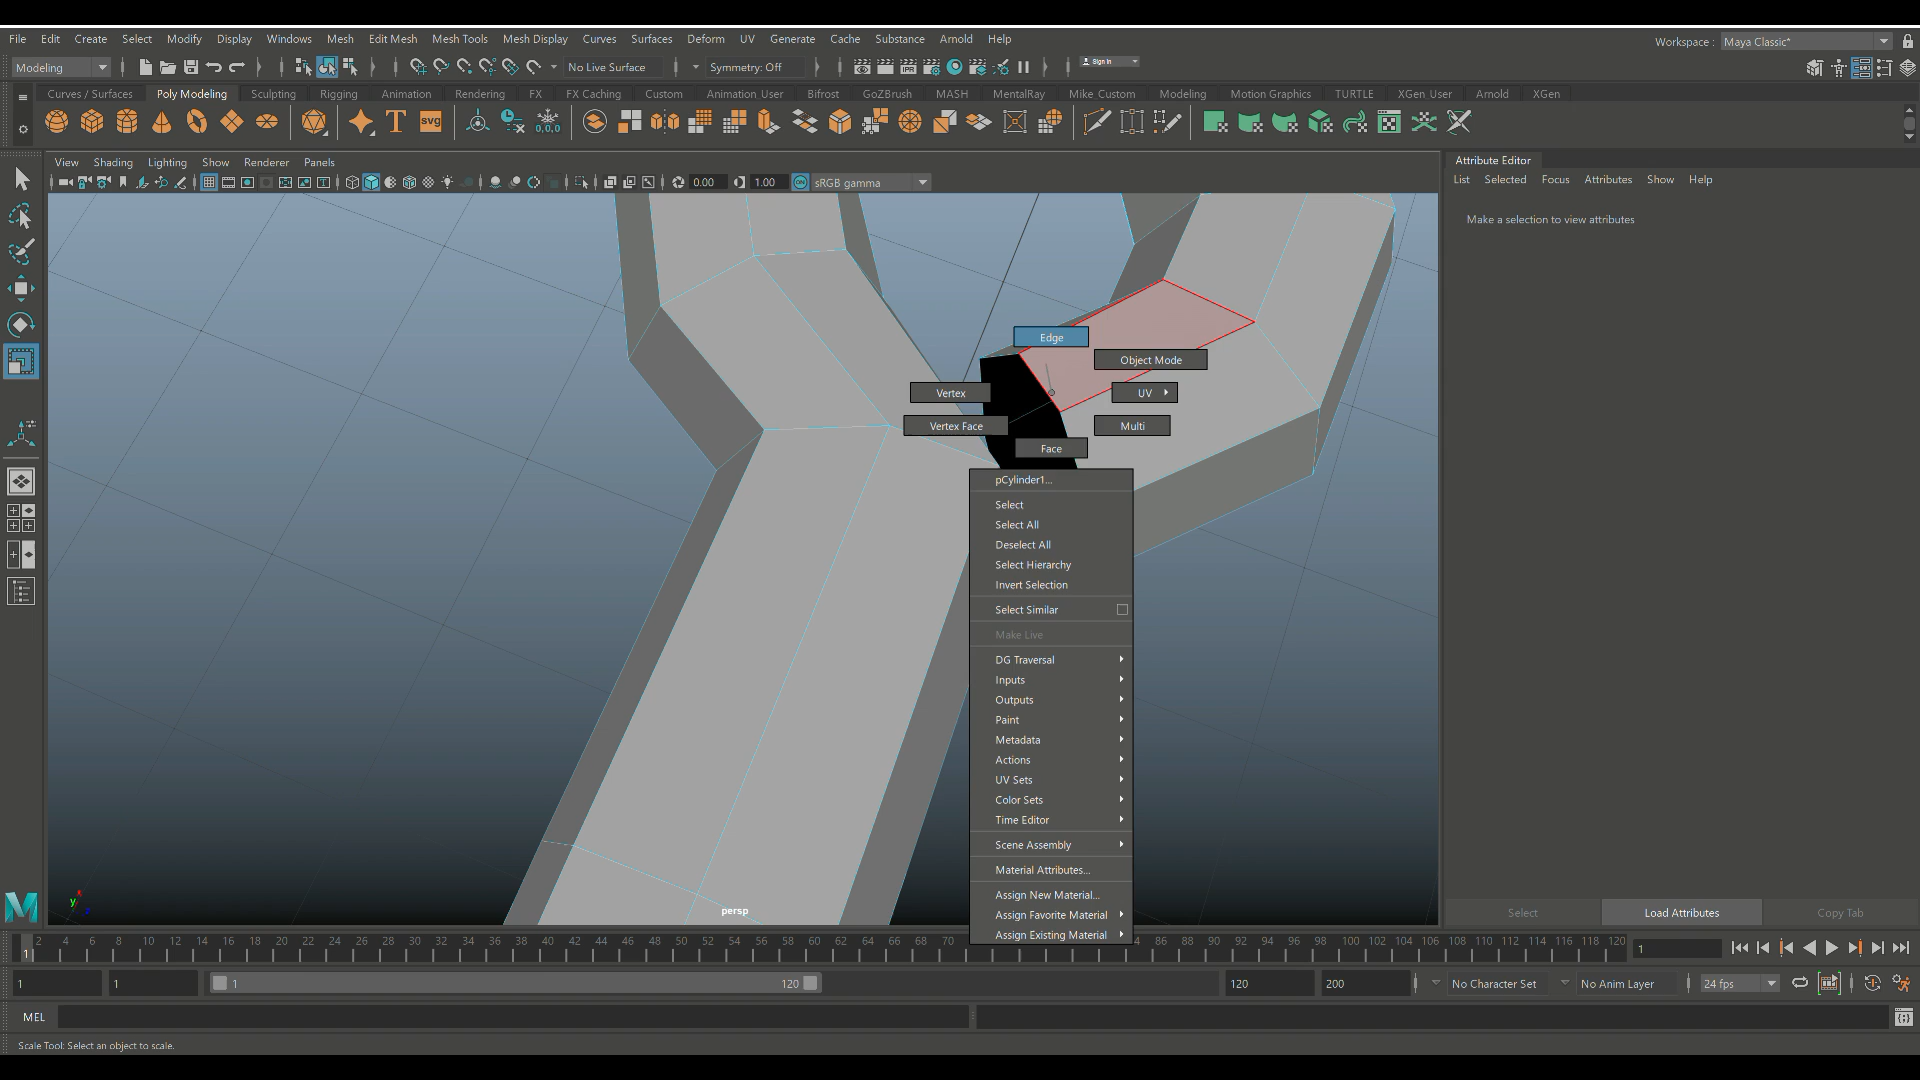 File Edit Create Select Modify Display Windows Mesh Edit Mesh Mesh Tools Mesh Display Curves Surfaces Deform UV Generate Cache Substance Arnold Help
Workspace : Maya Classic*
Modeling No Live Surface Symmetry: Off Sign In
Curves / Surfaces Poly Modeling Sculpting Rigging Animation Rendering FX FX Caching Custom Animation_User Bifrost GoZBrush MASH MentalRay Mike_Custom Modeling Motion Graphics TURTLE XGen_User Arnold XGen
T svg 0,0,0
View Shading Lighting Show Renderer Panels
0.00 1.00 ON sRGB gamma
Attribute Editor
List Selected Focus Attributes Show Help
Make a selection to view attributes
Edge
Object Mode
Vertex UV
Vertex Face Multi
Face
pCylinder1...
Select
Select All
Deselect All
Select Hierarchy
Invert Selection
Select Similar
Make Live
DG Traversal
Inputs
Outputs
Paint
Metadata
Actions
UV Sets
Color Sets
Time Editor
Scene Assembly
Material Attributes...
Assign New Material...
Assign Favorite Material
Assign Existing Material
y x z
persp
Select Load Attributes Copy Tab
2 4 6 8 10 12 14 16 18 20 22 24 26 28 30 32 34 36 38 40 42 44 46 48 50 52 54 56 58 60 62 64 66 68 70 86 88 90 92 94 96 98 100 102 104 106 108 110 112 114 116 118 120
1 1
1 1 1 120 120 200 No Character Set No Anim Layer 24 fps
MEL
Scale Tool: Select an object to scale.